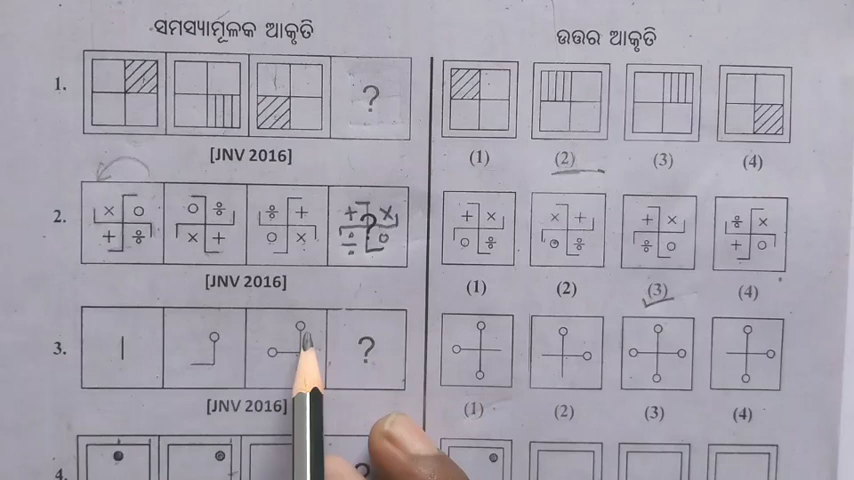 ସମସ୍ୟାମୂଳକ ଆକୃତି
ଉତ୍ତର ଆକୃତି
1.
?
[JNV 2016]
(1) (2) (3) (4)
2.
× ○ + ÷
○ ÷ × +
÷ + ○ ×
+ × ÷ ○
?
+ × ○ ÷
× + ○ ÷
+ × ÷ ○
÷ × + ○
[JNV 2016]
(1) (2) (3) (4)
3.
?
[JNV 2016]
(1) (2) (3) (4)
4.
?